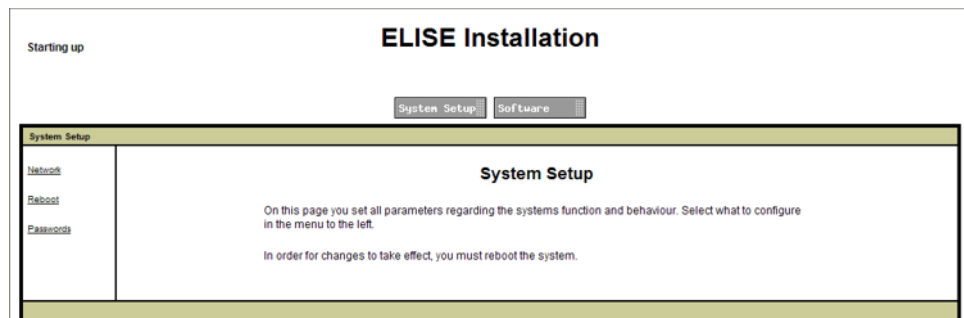 Starting up
ELISE Installation
System Setup
Software
System Setup
Network
Reboot
Passwords
System Setup
On this page you set all parameters regarding the systems function and behaviour. Select what to configure
in the menu to the left.
In order for changes to take effect, you must reboot the system.